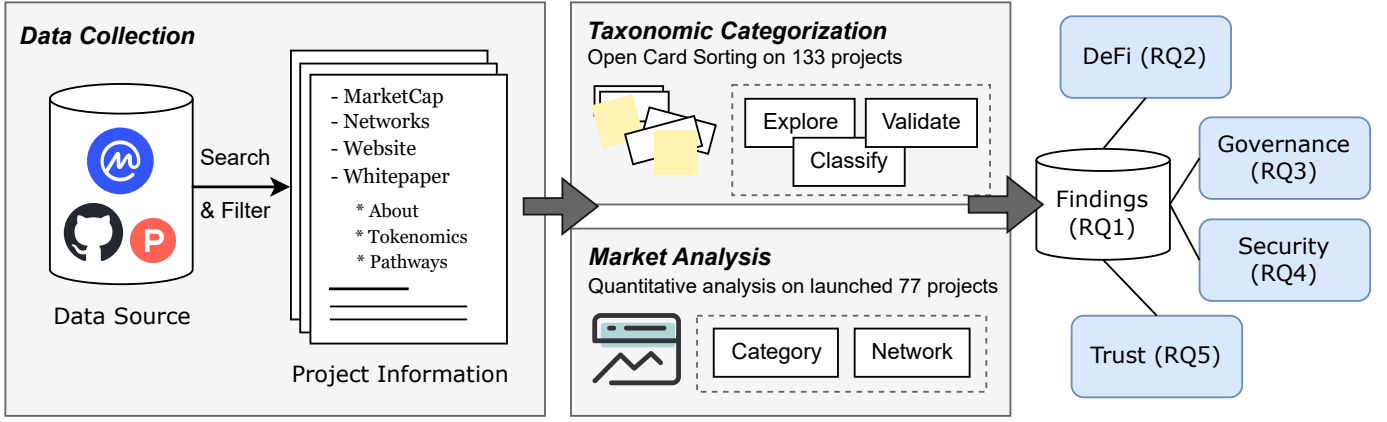 Data Collection
Search
& Filter
Data Source
- MarketCap
- Networks
- Website
- Whitepaper
* About
* Tokenomics
* Pathways
Project Information
Taxonomic Categorization
Open Card Sorting on 133 projects
Explore
Validate
Classify
Market Analysis
Quantitative analysis on launched 77 projects
Category
Network
Findings
(RQ1)
DeFi (RQ2)
Governance
(RQ3)
Security
(RQ4)
Trust (RQ5)
P